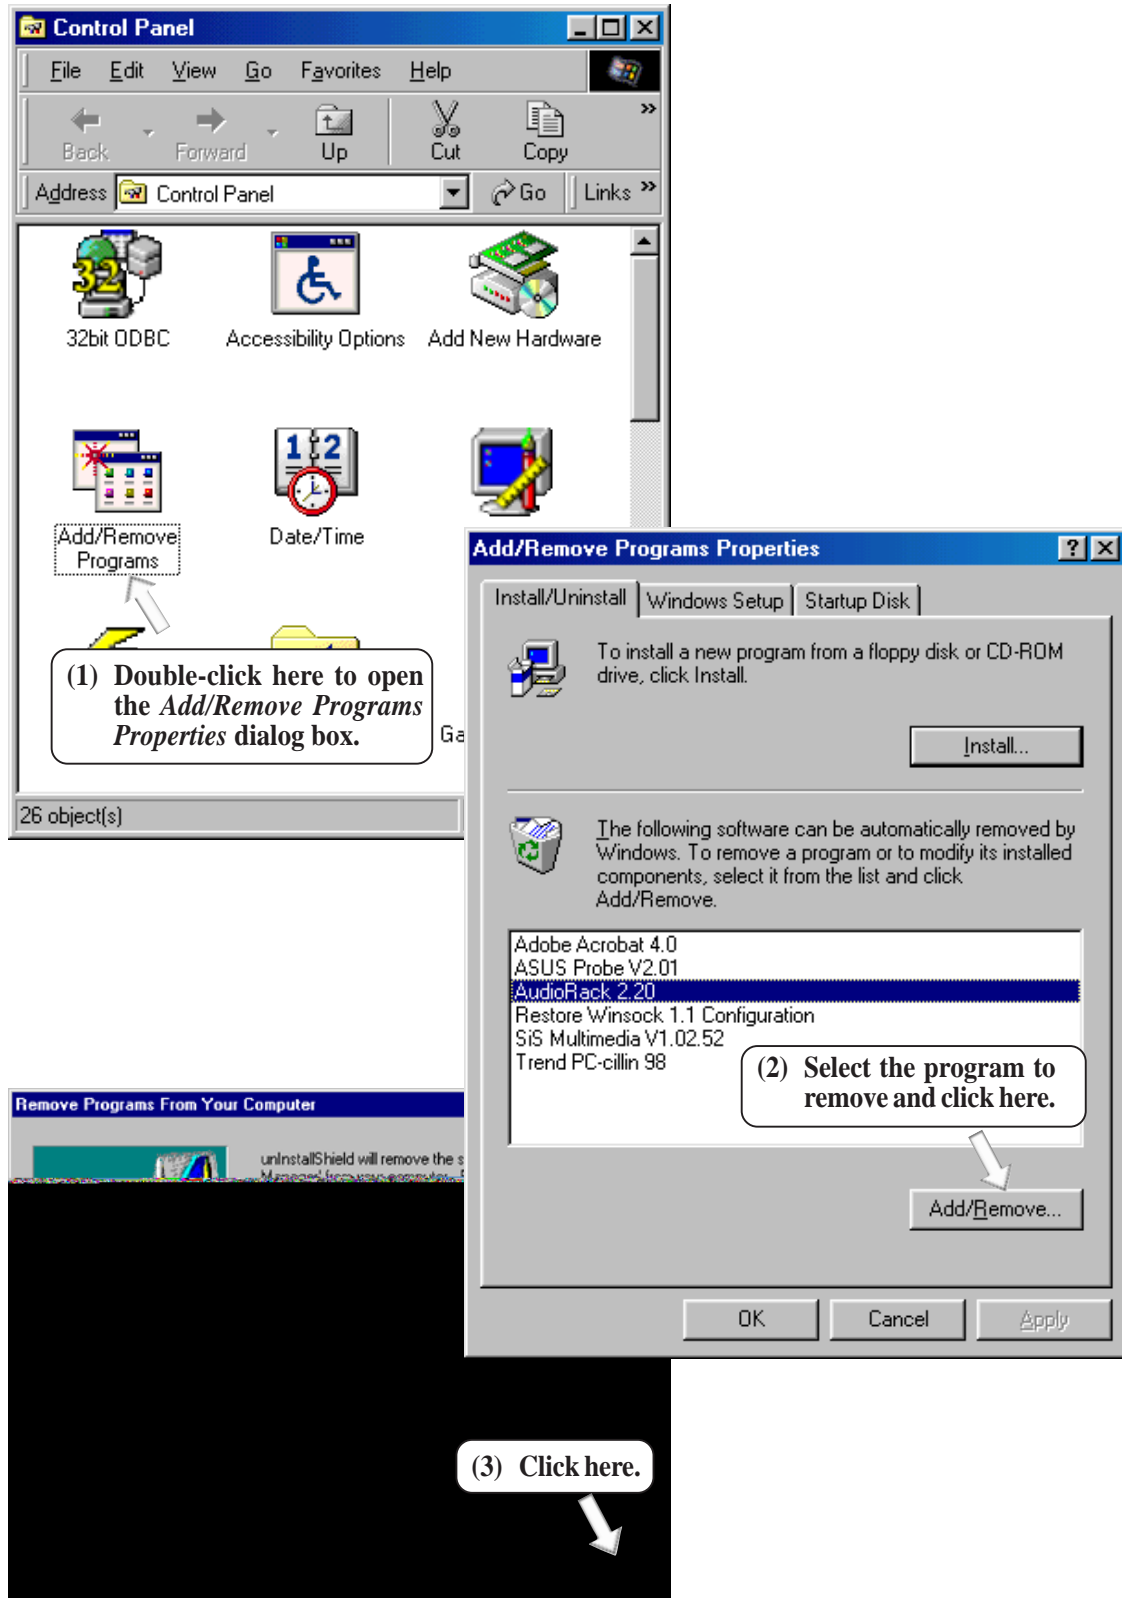 Control Panel
File Edit View Go Favorites Help
Back Forward Up Cut Copy »
Address Control Panel Go Links »
32bit ODBC
Accessibility Options
Add New Hardware
Add/Remove
Programs
Date/Time
(1) Double-click here to open
the Add/Remove Programs
Properties dialog box.
Ga
26 object(s)
Add/Remove Programs Properties
Install/Uninstall Windows Setup Startup Disk
To install a new program from a floppy disk or CD-ROM
drive, click Install.
Install...
The following software can be automatically removed by
Windows. To remove a program or to modify its installed
components, select it from the list and click
Add/Remove.
Adobe Acrobat 4.0
ASUS Probe V2.01
AudioRack 2.20
Restore Winsock 1.1 Configuration
SiS Multimedia V1.02.52
Trend PC-cillin 98
(2) Select the program to
remove and click here.
Add/Remove...
OK Cancel Apply
Remove Programs From Your Computer
unInstallShield will remove the s
(3) Click here.